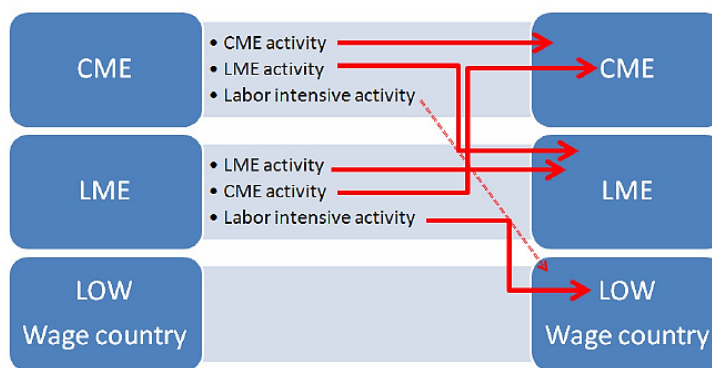 CME
• CME activity
• LME activity
• Labor intensive activity
CME
LME
• LME activity
• CME activity
• Labor intensive activity
LME
LOW
Wage country
LOW
Wage country